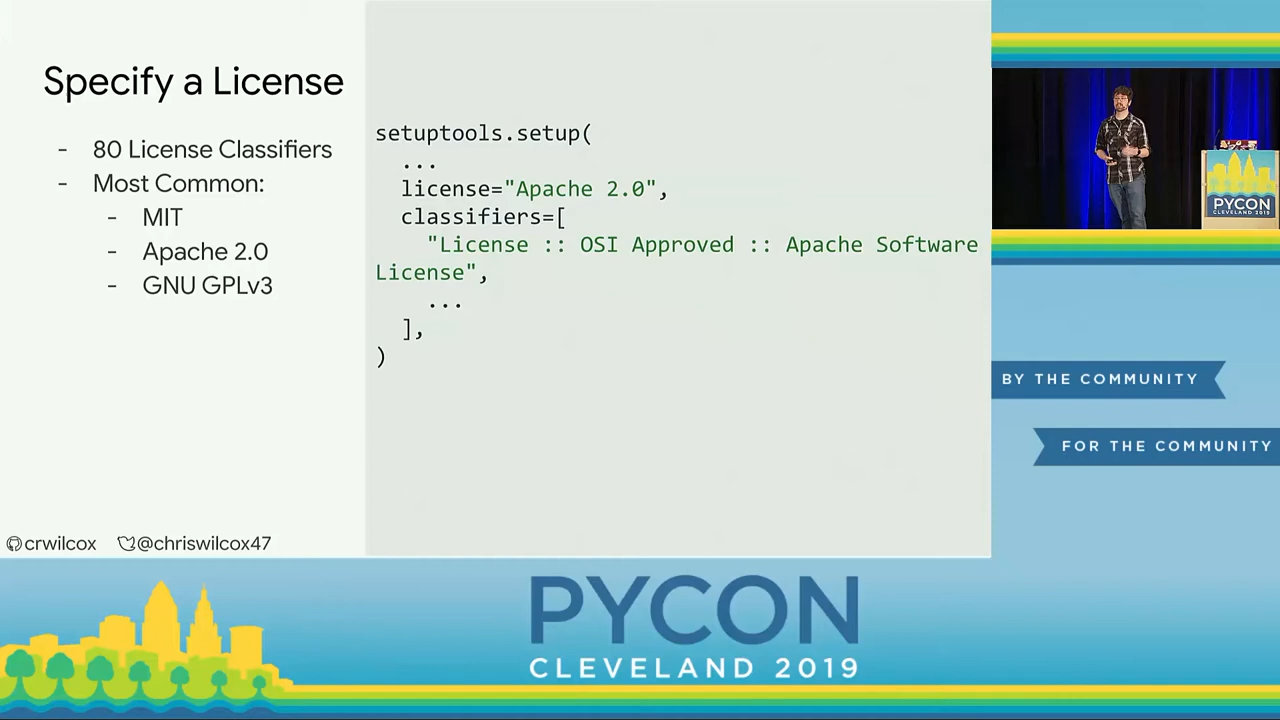 Specify a License
- 80 License Classifiers
- Most Common:
- MIT
- Apache 2.0
- GNU GPLv3
crwilcox @chriswilcox47
setuptools.setup(
...
license="Apache 2.0",
classifiers=[
"License :: OSI Approved :: Apache Software
License",
...
],
)
PYCON
CLEVELAND 2019
BY THE COMMUNITY
FOR THE COMMUNITY
PYCON
CLEVELAND 2019